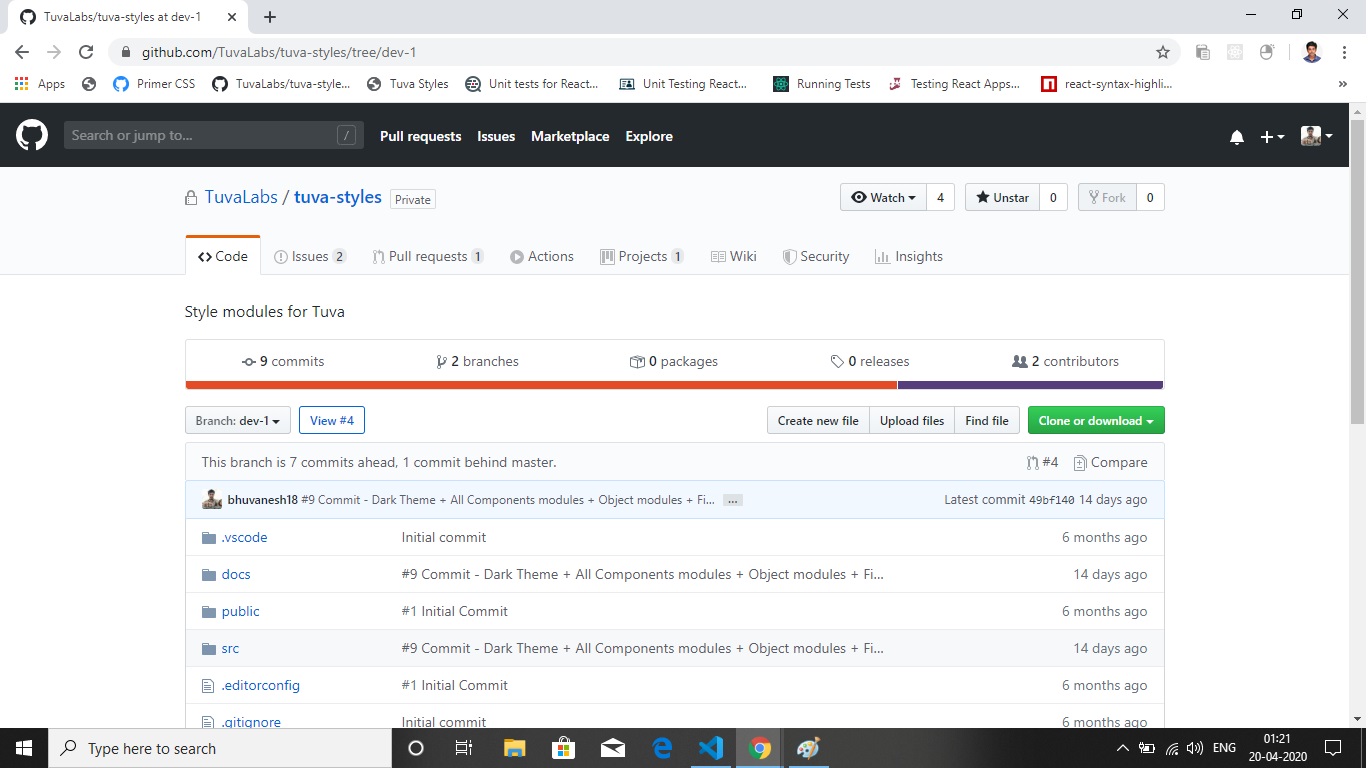 TuvaLabs/tuva-styles at dev-1
github.com/TuvaLabs/tuva-styles/tree/dev-1
Apps Primer CSS TuvaLabs/tuva-style... Tuva Styles Unit tests for React... Unit Testing React... Running Tests Testing React Apps... react-syntax-highli... »
Search or jump to... / Pull requests Issues Marketplace Explore
TuvaLabs / tuva-styles Private Watch 4 Unstar 0 Fork 0
Code Issues 2 Pull requests 1 Actions Projects 1 Wiki Security Insights
Style modules for Tuva
9 commits 2 branches 0 packages 0 releases 2 contributors
Branch: dev-1 View #4 Create new file Upload files Find file Clone or download
This branch is 7 commits ahead, 1 commit behind master. #4 Compare
bhuvanesh18 #9 Commit - Dark Theme + All Components modules + Object modules + Fi... ... Latest commit 49bf140 14 days ago
.vscode Initial commit 6 months ago
docs #9 Commit - Dark Theme + All Components modules + Object modules + Fi... 14 days ago
public #1 Initial Commit 6 months ago
src #9 Commit - Dark Theme + All Components modules + Object modules + Fi... 14 days ago
.editorconfig #1 Initial Commit 6 months ago
.gitignore Initial commit 6 months ago
Type here to search ENG 01:21
20-04-2020